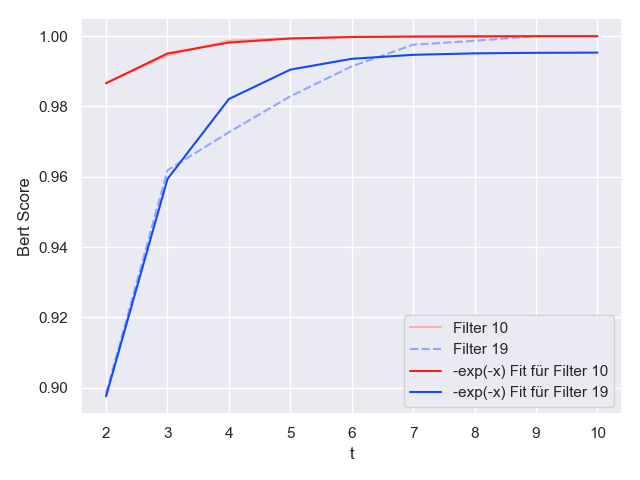 1.00
0.98
0.96
0.94
0.92
0.90
Bert Score
Filter 10
Filter 19
-exp(-x) Fit für Filter 10
-exp(-x) Fit für Filter 19
2 3 4 5 6 7 8 9 10
t